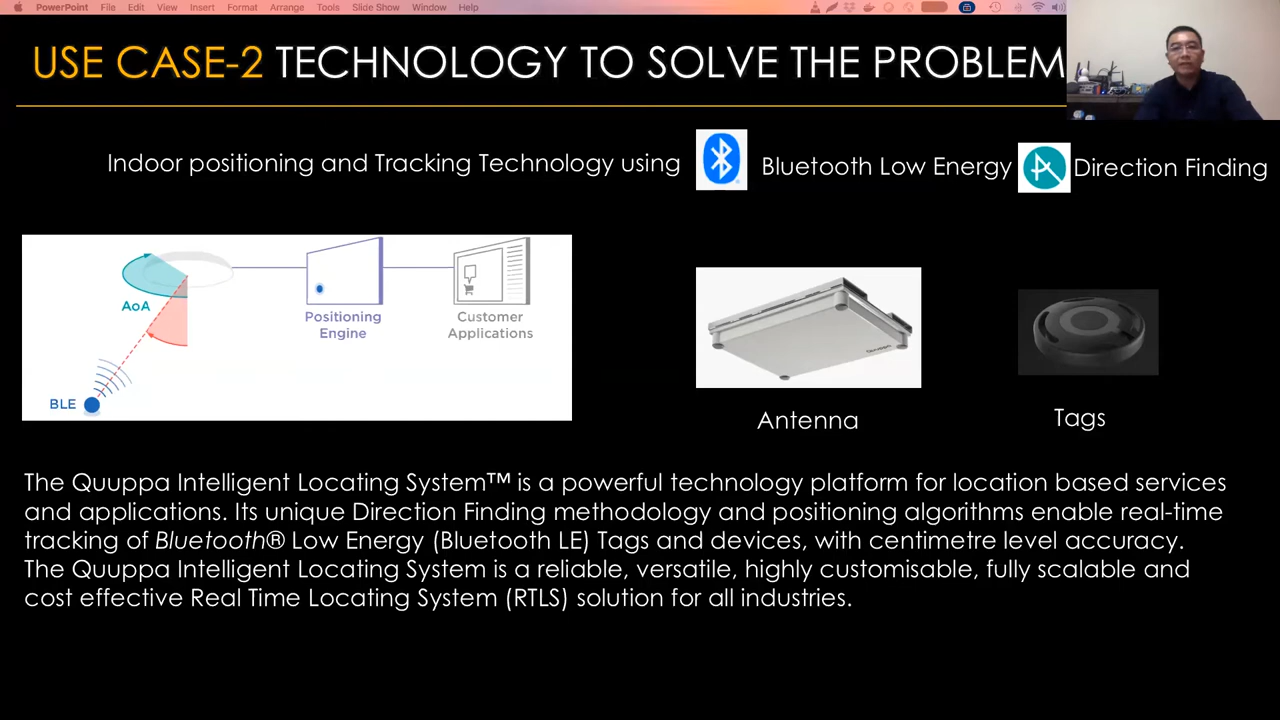 PowerPoint File Edit View Insert Format Arrange Tools Slide Show Window Help
USE CASE-2 TECHNOLOGY TO SOLVE THE PROBLEM
Indoor positioning and Tracking Technology using Bluetooth Low Energy Direction Finding
AoA
BLE
Positioning
Engine
Customer
Applications
Quuppa
Antenna
Tags
The Quuppa Intelligent Locating System™ is a powerful technology platform for location based services
and applications. Its unique Direction Finding methodology and positioning algorithms enable real-time
tracking of Bluetooth® Low Energy (Bluetooth LE) Tags and devices, with centimetre level accuracy.
The Quuppa Intelligent Locating System is a reliable, versatile, highly customisable, fully scalable and
cost effective Real Time Locating System (RTLS) solution for all industries.